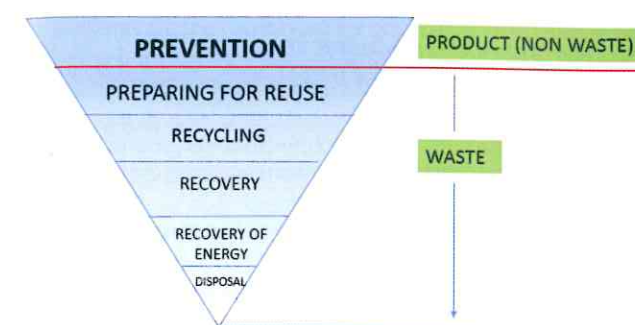 PREVENTION
PRODUCT (NON WASTE)
PREPARING FOR REUSE
RECYCLING
WASTE
RECOVERY
RECOVERY OF
ENERGY
DISPOSAL